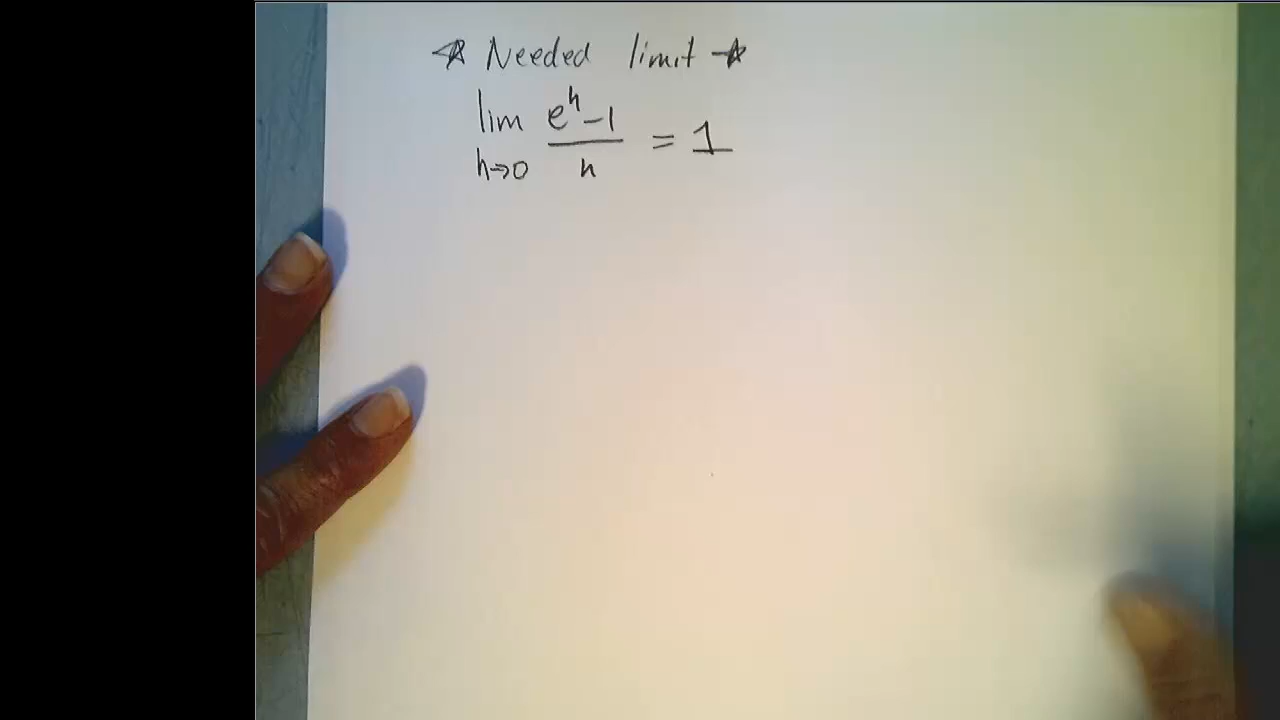 ☆ Needed limit ☆
lim e^h - 1
h→0 h = 1